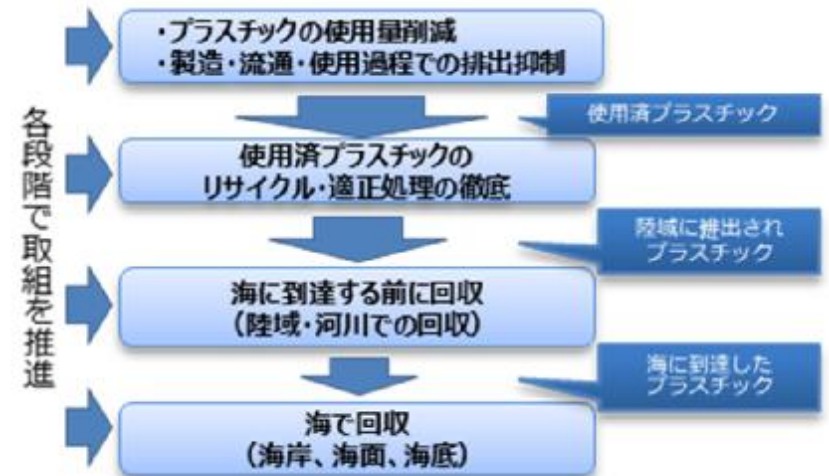 ・プラスチックの使用量削減
・製造・流通・使用過程での排出抑制
使用済プラスチック
各段階で取組を推進
使用済プラスチックの
リサイクル・適正処理の徹底
陸域に排出され
プラスチック
海に到達する前に回収
（陸域・河川での回収）
海に到達した
プラスチック
海で回収
（海岸、海面、海底）